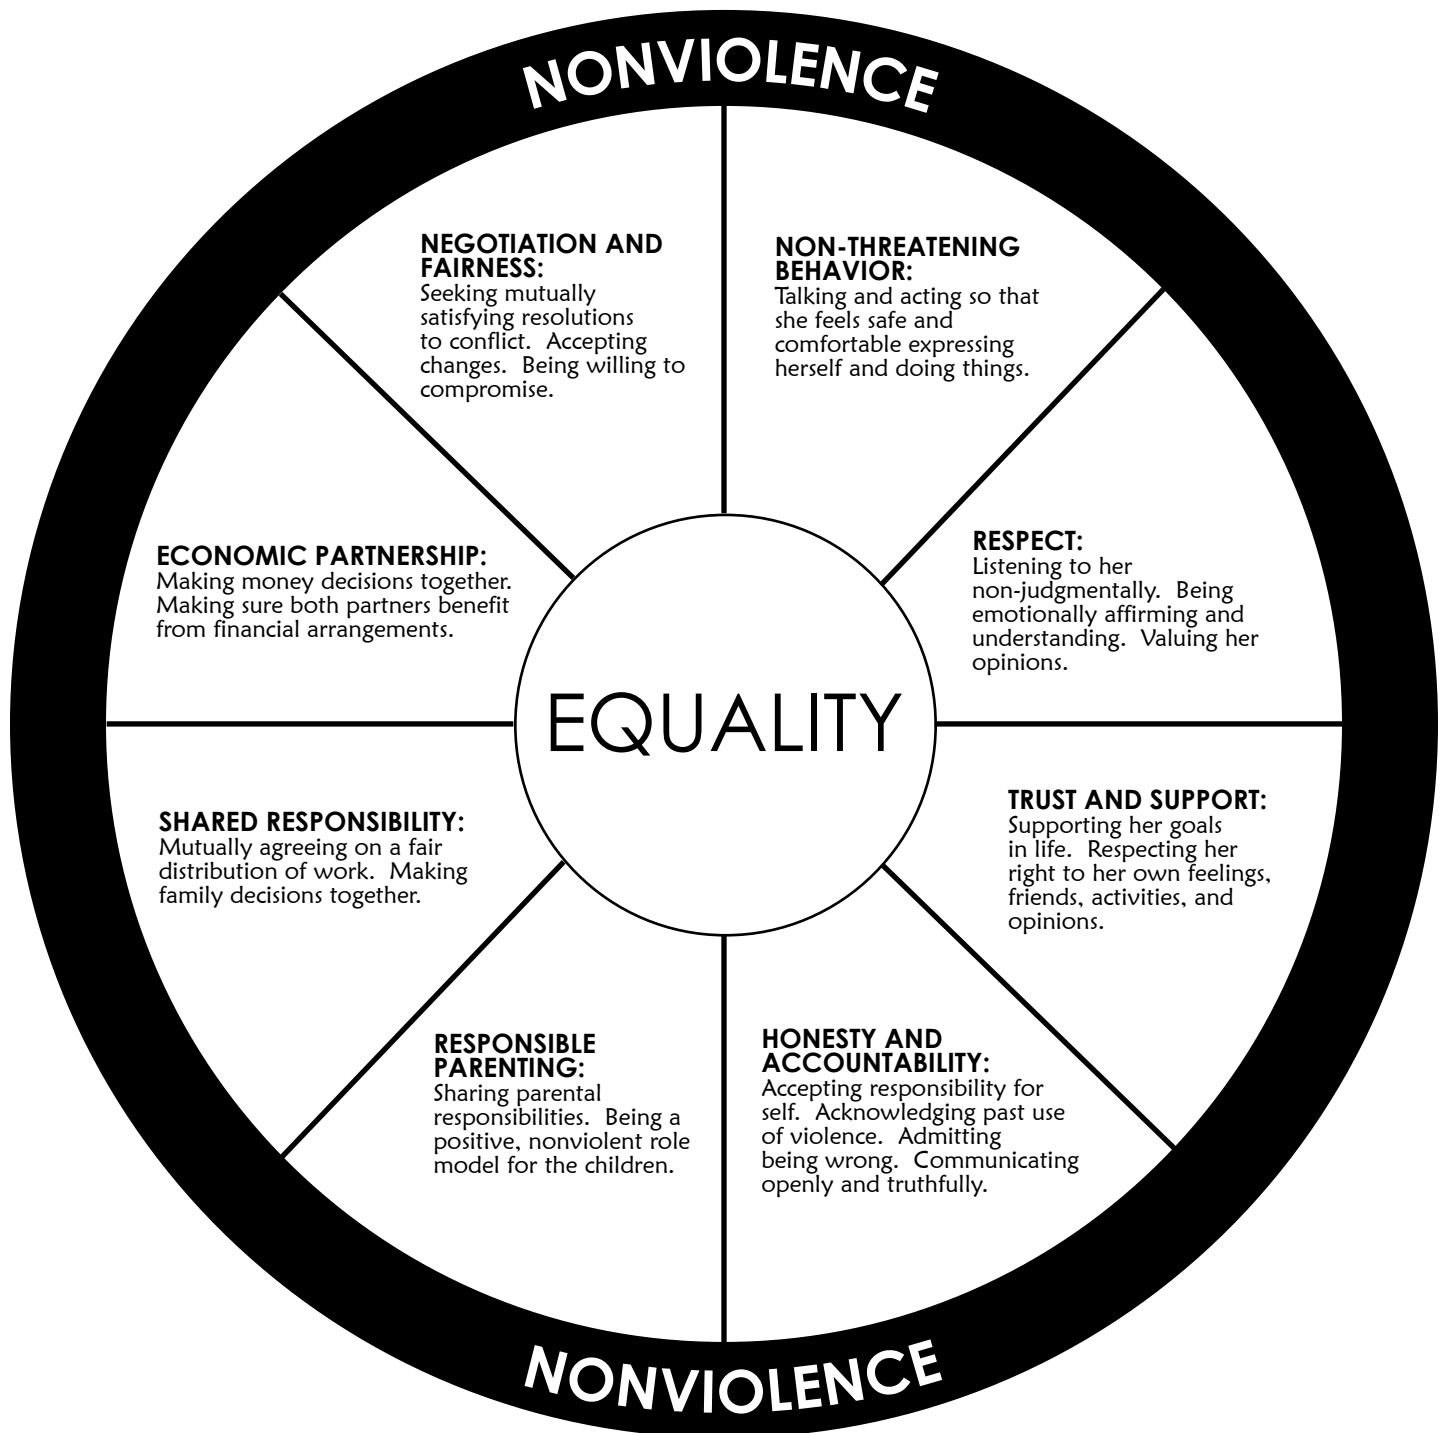 NONVIOLENCE
NEGOTIATION AND
FAIRNESS:
Seeking mutually
satisfying resolutions
to conflict.  Accepting
changes.  Being willing to
compromise.
NON-THREATENING
BEHAVIOR:
Talking and acting so that
she feels safe and
comfortable expressing
herself and doing things.
RESPECT:
Listening to her
non-judgmentally.  Being
emotionally affirming and
understanding.  Valuing her
opinions.
TRUST AND SUPPORT:
Supporting her goals
in life.  Respecting her
right to her own feelings,
friends, activities, and
opinions.
HONESTY AND
ACCOUNTABILITY:
Accepting responsibility for
self.  Acknowledging past use
of violence.  Admitting
being wrong.  Communicating
openly and truthfully.
RESPONSIBLE
PARENTING:
Sharing parental
responsibilities.  Being a
positive, nonviolent role
model for the children.
SHARED RESPONSIBILITY:
Mutually agreeing on a fair
distribution of work.  Making
family decisions together.
ECONOMIC PARTNERSHIP:
Making money decisions together.
Making sure both partners benefit
from financial arrangements.
EQUALITY
NONVIOLENCE